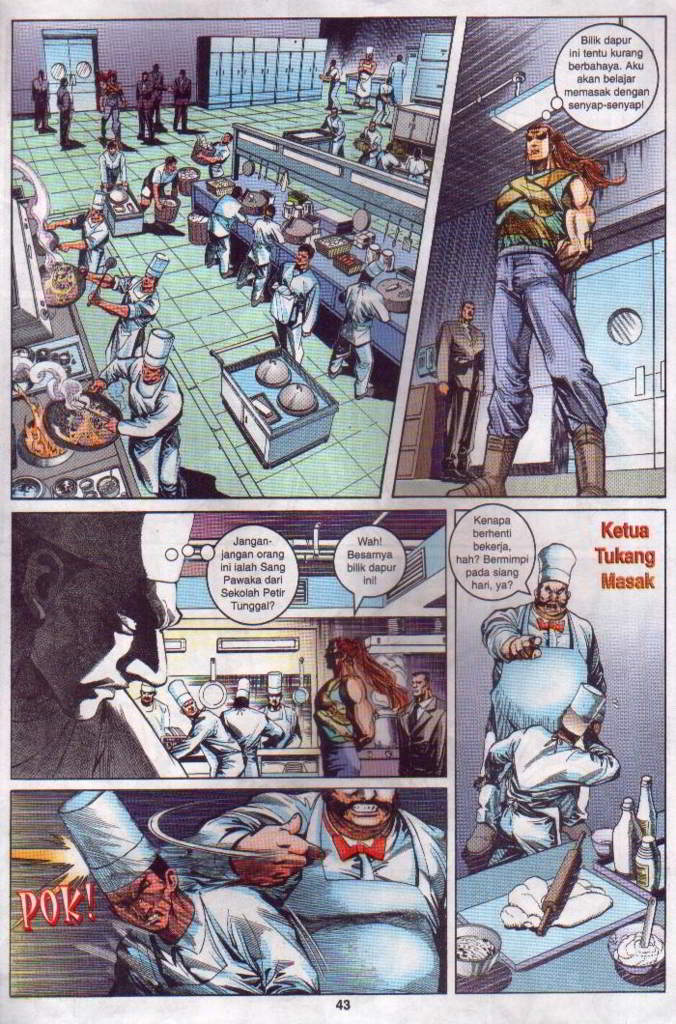 Bilik dapur
ini tentu kurang
berbahaya. Aku
akan belajar
memasak dengan
senyap-senyap!
Jangan-
jangan orang
ini ialah Sang
Pawaka dari
Sekolah Petir
Tunggal?
Wah!
Besarnya
bilik dapur
ini!
Kenapa
berhenti
bekerja,
hah? Bermimpi
pada siang
hari, ya?
Ketua
Tukang
Masak
POK!
43